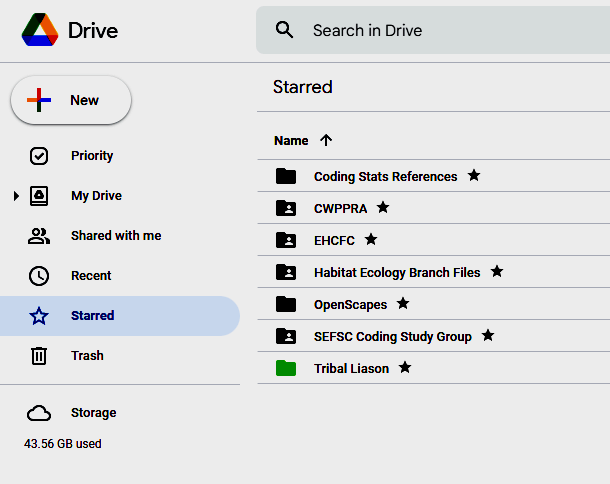 Drive
Search in Drive
New
Priority
My Drive
Shared with me
Recent
Starred
Trash
Storage
43.56 GB used
Starred
Name
Coding Stats References
CWPPRA
EHCFC
Habitat Ecology Branch Files
OpenScapes
SEFSC Coding Study Group
Tribal Liason